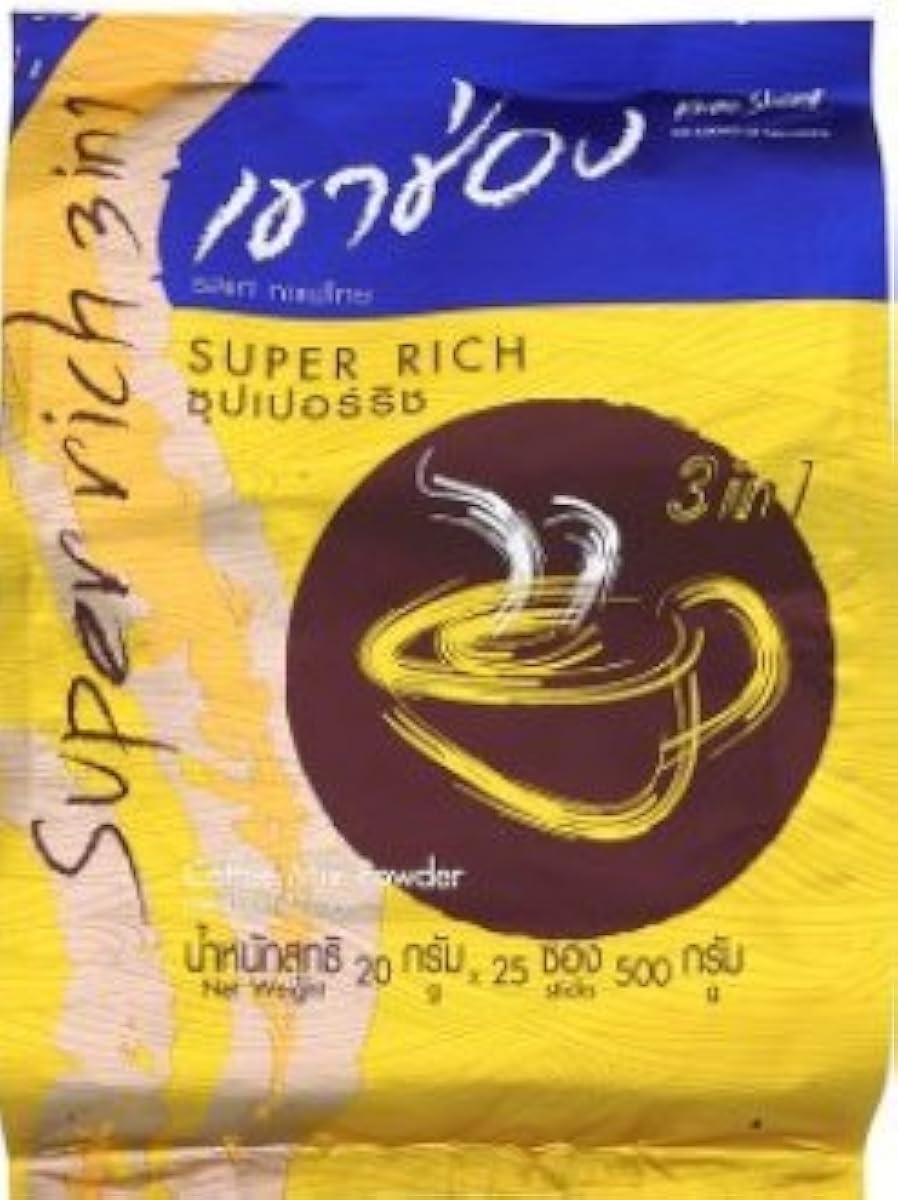 Super rich 3 in 1
เขาช่อง
Khao Shong
SUPER RICH
ซุปเปอร์ริช
3 in 1
Coffee Mix Powder
น้ำหนักสุทธิ 20 กรัม x 25 ซอง 500 กรัม
Net Weight g sticks g